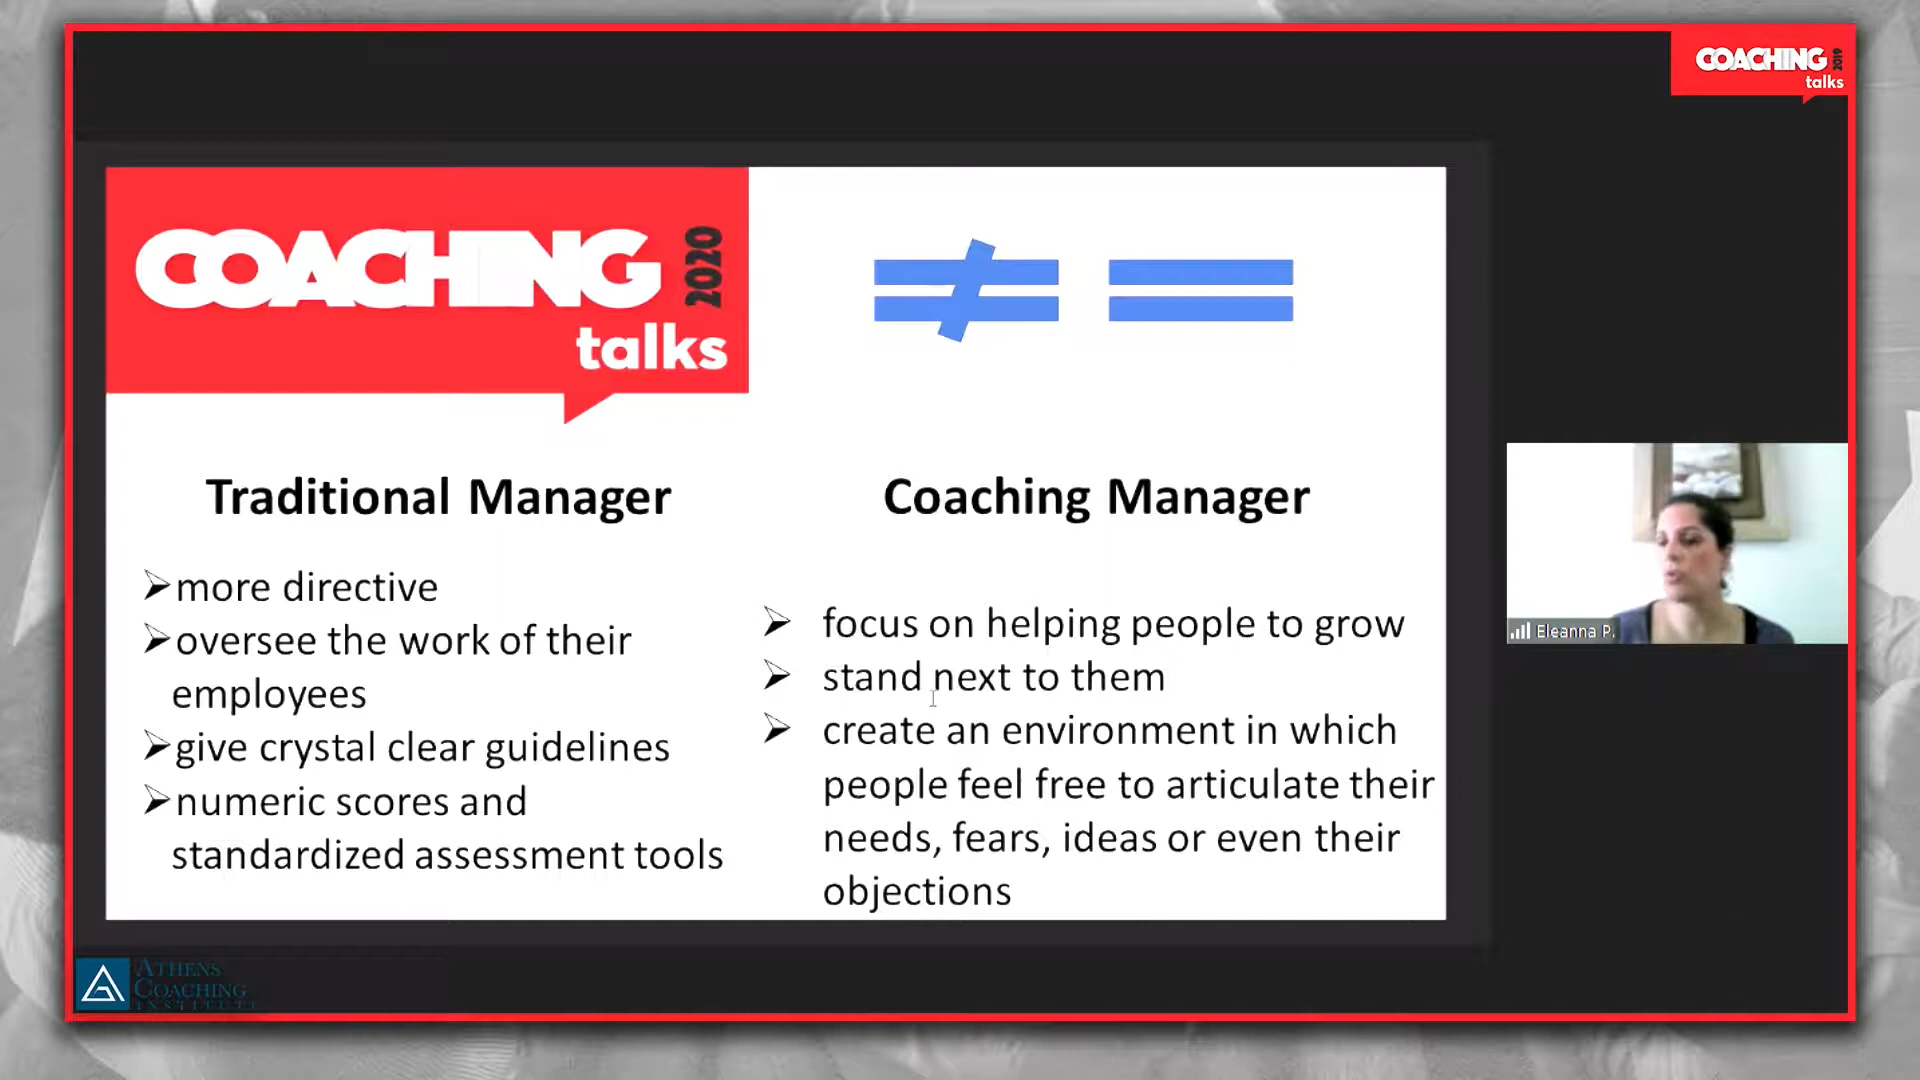 COACHING 2019
talks
COACHING 2020
talks
≠ =
Traditional Manager
➢more directive
➢oversee the work of their
employees
➢give crystal clear guidelines
➢numeric scores and
standardized assessment tools
Coaching Manager
➢ focus on helping people to grow
➢ stand next to them
➢ create an environment in which
people feel free to articulate their
needs, fears, ideas or even their
objections
Eleanna P.
ATHENS
COACHING
INSTITUTE